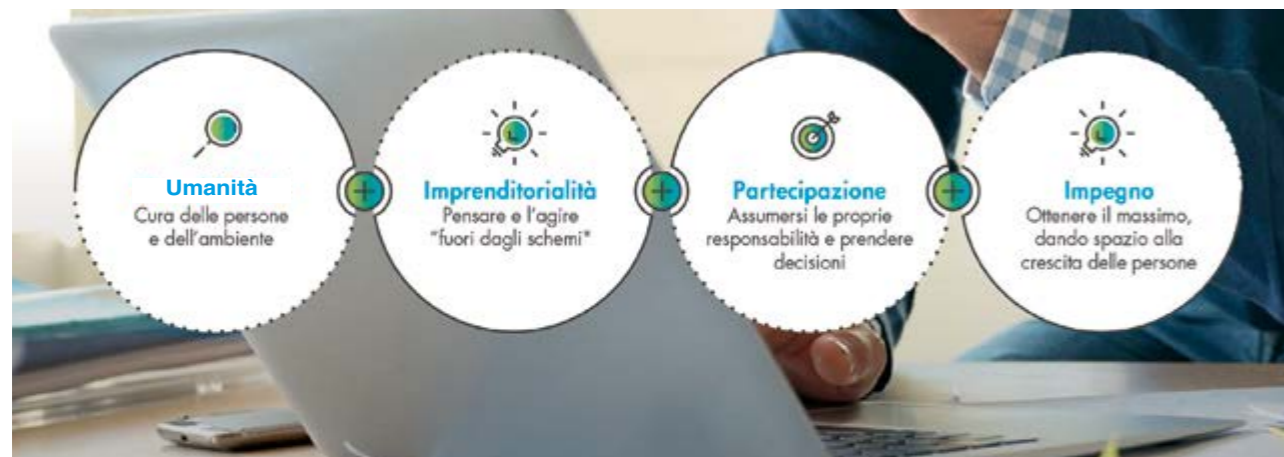 Umanità
Cura delle persone
e dell'ambiente
Imprenditorialità
Pensare e l'agire
"fuori dagli schemi"
Partecipazione
Assumersi le proprie
responsabilità e prendere
decisioni
Impegno
Ottenere il massimo,
dando spazio alla
crescita delle persone